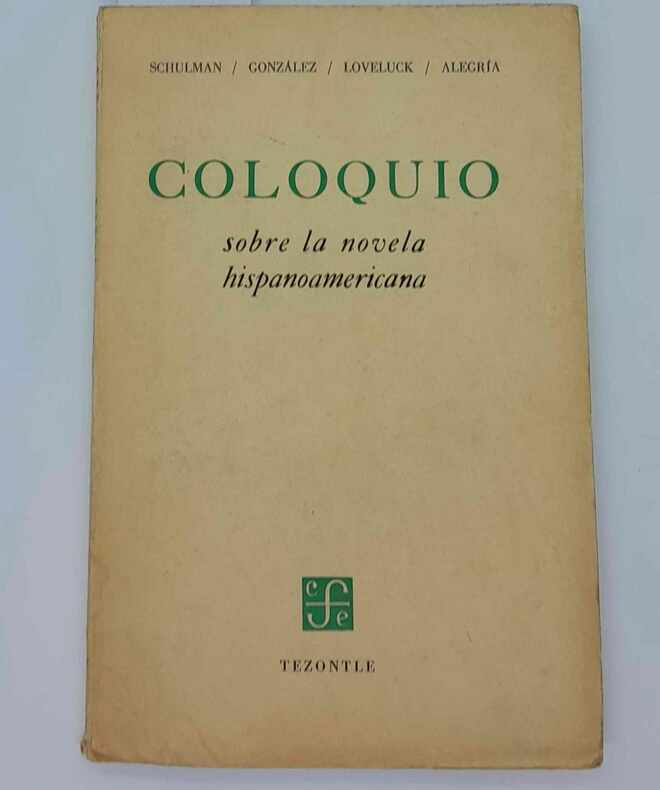 SCHULMAN / GONZÁLEZ / LOVELUCK / ALEGRÍA
COLOQUIO
sobre la novela
hispanoamericana
c f e
TEZONTLE